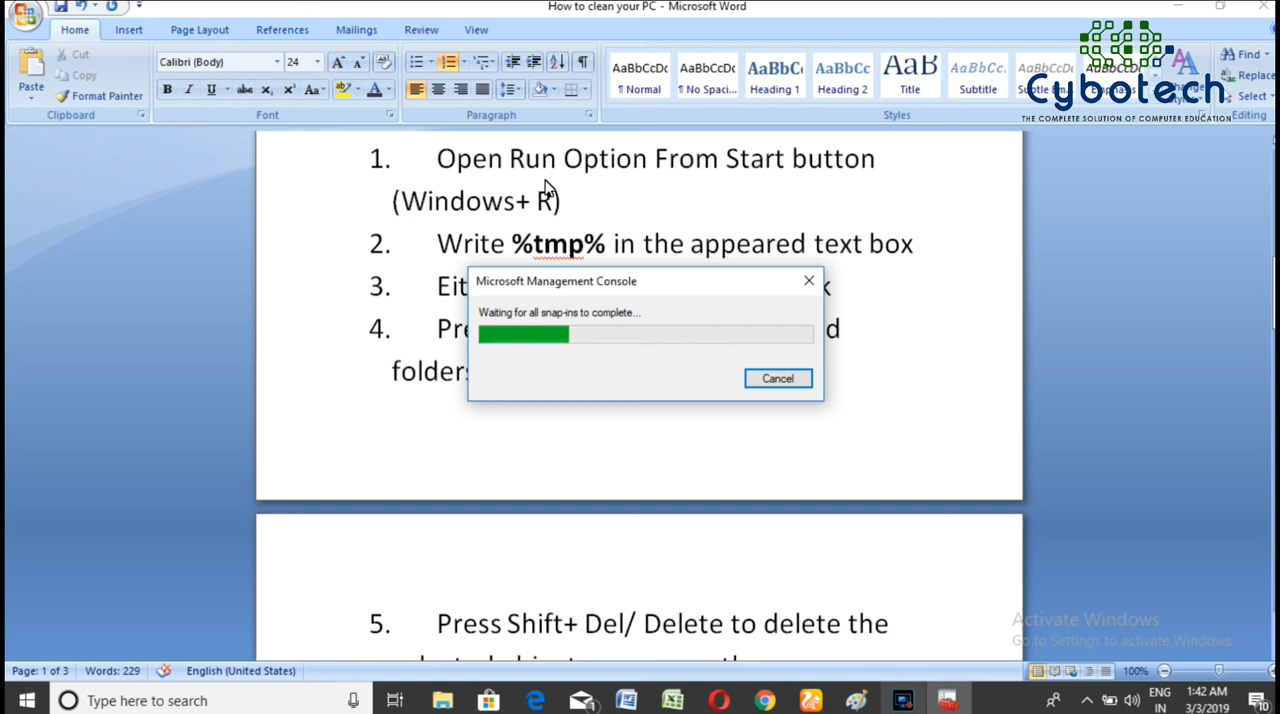 How to clean your PC - Microsoft Word
Home Insert Page Layout References Mailings Review View
Paste
Cut
Copy
Format Painter
Clipboard
Calibri (Body) 24
Font
Paragraph
AaBbCcDc AaBbCcDc AaBbC AaBbCc AaB AaBbCc.
¶ Normal ¶ No Spaci... Heading 1 Heading 2 Title Subtitle
Styles
Find
Replace
Select
Editing
Cybotech
THE COMPLETE SOLUTION OF COMPUTER EDUCATION
1. Open Run Option From Start button
(Windows+ R)
2. Write %tmp% in the appeared text box
3. Eit
4. Pre
folders
Microsoft Management Console
Waiting for all snap-ins to complete...
Cancel
5. Press Shift+ Del/ Delete to delete the
Activate Windows
Go to Settings to activate Windows.
Page: 1 of 3 Words: 229 English (United States) 100%
Type here to search
ENG
IN
1:42 AM
3/3/2019
10